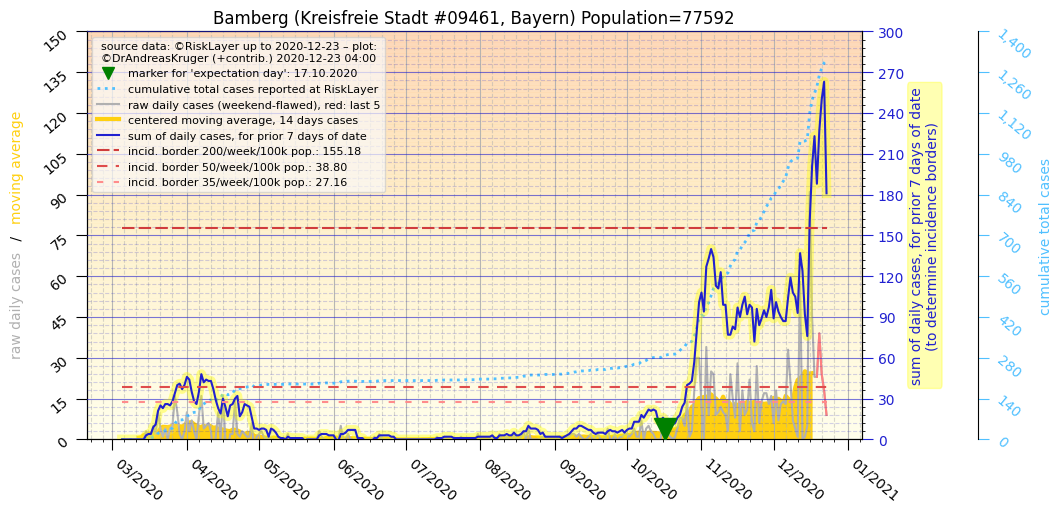 Bamberg (Kreisfreie Stadt #09461, Bayern) Population=77592
source data: ©RiskLayer up to 2020-12-23 – plot:
©DrAndreasKruger (+contrib.) 2020-12-23 04:00
marker for 'expectation day': 17.10.2020
cumulative total cases reported at RiskLayer
raw daily cases (weekend-flawed), red: last 5
centered moving average, 14 days cases
sum of daily cases, for prior 7 days of date
incid. border 200/week/100k pop.: 155.18
incid. border 50/week/100k pop.: 38.80
incid. border 35/week/100k pop.: 27.16
raw daily cases / moving average
150
135
120
105
90
75
60
45
30
15
0
03/2020
04/2020
05/2020
06/2020
07/2020
08/2020
09/2020
10/2020
11/2020
12/2020
01/2021
300
270
240
210
180
150
120
90
60
30
0
sum of daily cases, for prior 7 days of date
(to determine incidence borders)
1,400
1,260
1,120
980
840
700
560
420
280
140
0
cumulative total cases